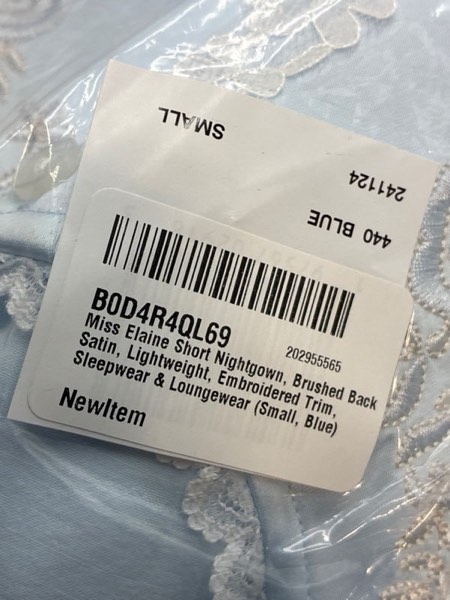 SMALL
241124
440 BLUE
B0D4R4QL69
202955565
Miss Elaine Short Nightgown, Brushed Back
Satin, Lightweight, Embroidered Trim,
Sleepwear & Loungewear (Small, Blue)
NewItem